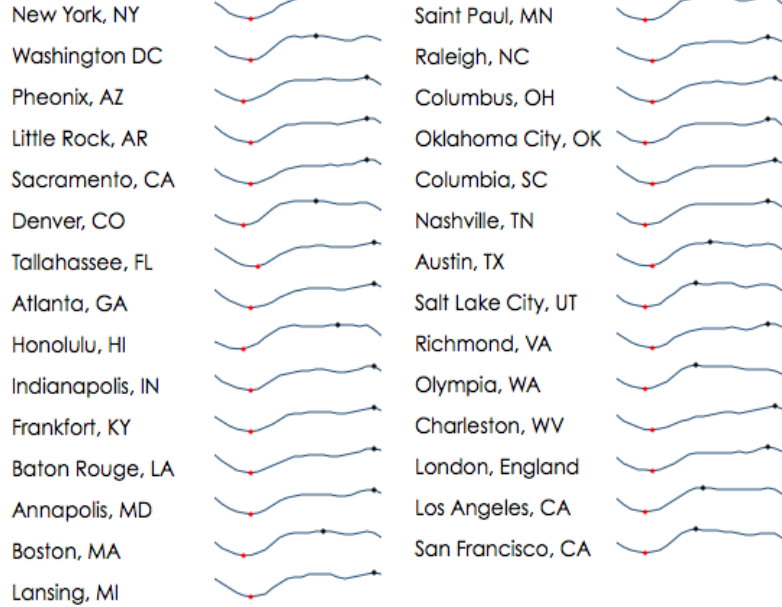 New York, NY
Washington DC
Pheonix, AZ
Little Rock, AR
Sacramento, CA
Denver, CO
Tallahassee, FL
Atlanta, GA
Honolulu, HI
Indianapolis, IN
Frankfort, KY
Baton Rouge, LA
Annapolis, MD
Boston, MA
Lansing, MI
Saint Paul, MN
Raleigh, NC
Columbus, OH
Oklahoma City, OK
Columbia, SC
Nashville, TN
Austin, TX
Salt Lake City, UT
Richmond, VA
Olympia, WA
Charleston, WV
London, England
Los Angeles, CA
San Francisco, CA